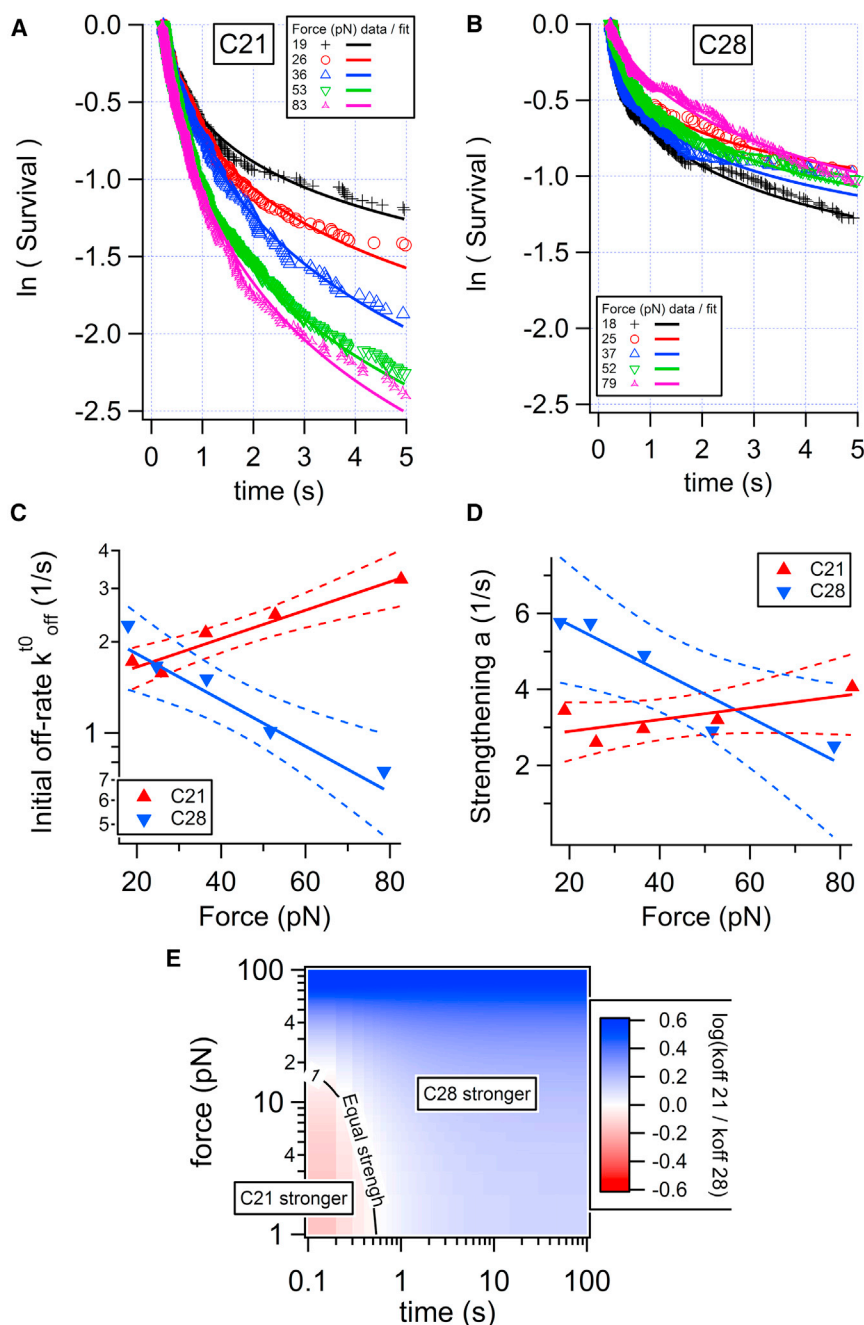 A
C21
Force (pN) data / fit
19
26
36
53
83
0.0
-0.5
-1.0
-1.5
-2.0
-2.5
ln ( Survival )
0 1 2 3 4 5
time (s)
B
C28
Force (pN) data / fit
18
25
37
52
79
0.0
-0.5
-1.0
-1.5
-2.0
-2.5
ln ( Survival )
0 1 2 3 4 5
time (s)
C
4
3
2
1
7
6
5
Initial off-rate k^t0_off (1/s)
C21
C28
20 40 60 80
Force (pN)
D
6
4
2
Strengthening a (1/s)
C21
C28
20 40 60 80
Force (pN)
E
100
4
2
10
4
2
1
force (pN)
1
Equal strengh
C28 stronger
C21 stronger
0.1 1 10 100
time (s)
0.6
0.4
0.2
0.0
-0.2
-0.4
-0.6
log(koff 21 / koff 28)